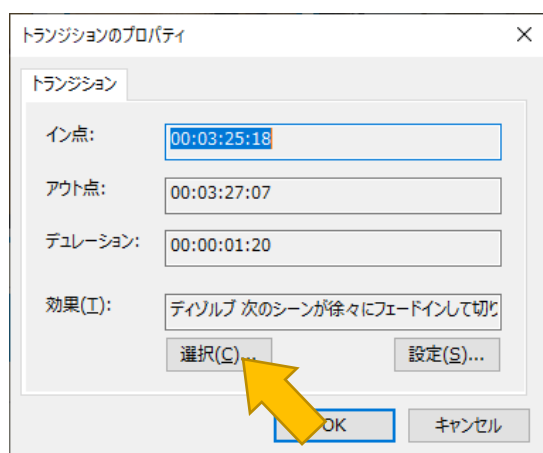 トランジションのプロパティ
トランジション
イン点: 00:03:25:18
アウト点: 00:03:27:07
デュレーション: 00:00:01:20
効果(T): ディゾルブ 次のシーンが徐々にフェードインして切り
選択(C)... 設定(S)...
OK キャンセル